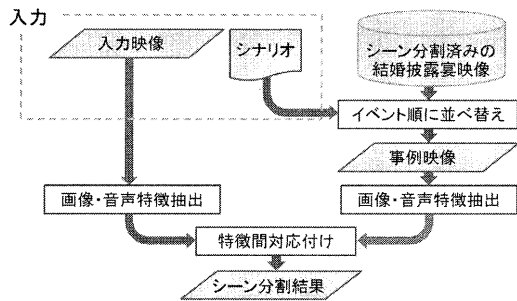 入力
入力映像
シナリオ
シーン分割済みの
結婚披露宴映像
イベント順に並べ替え
事例映像
画像・音声特徴抽出
画像・音声特徴抽出
特徴間対応付け
シーン分割結果